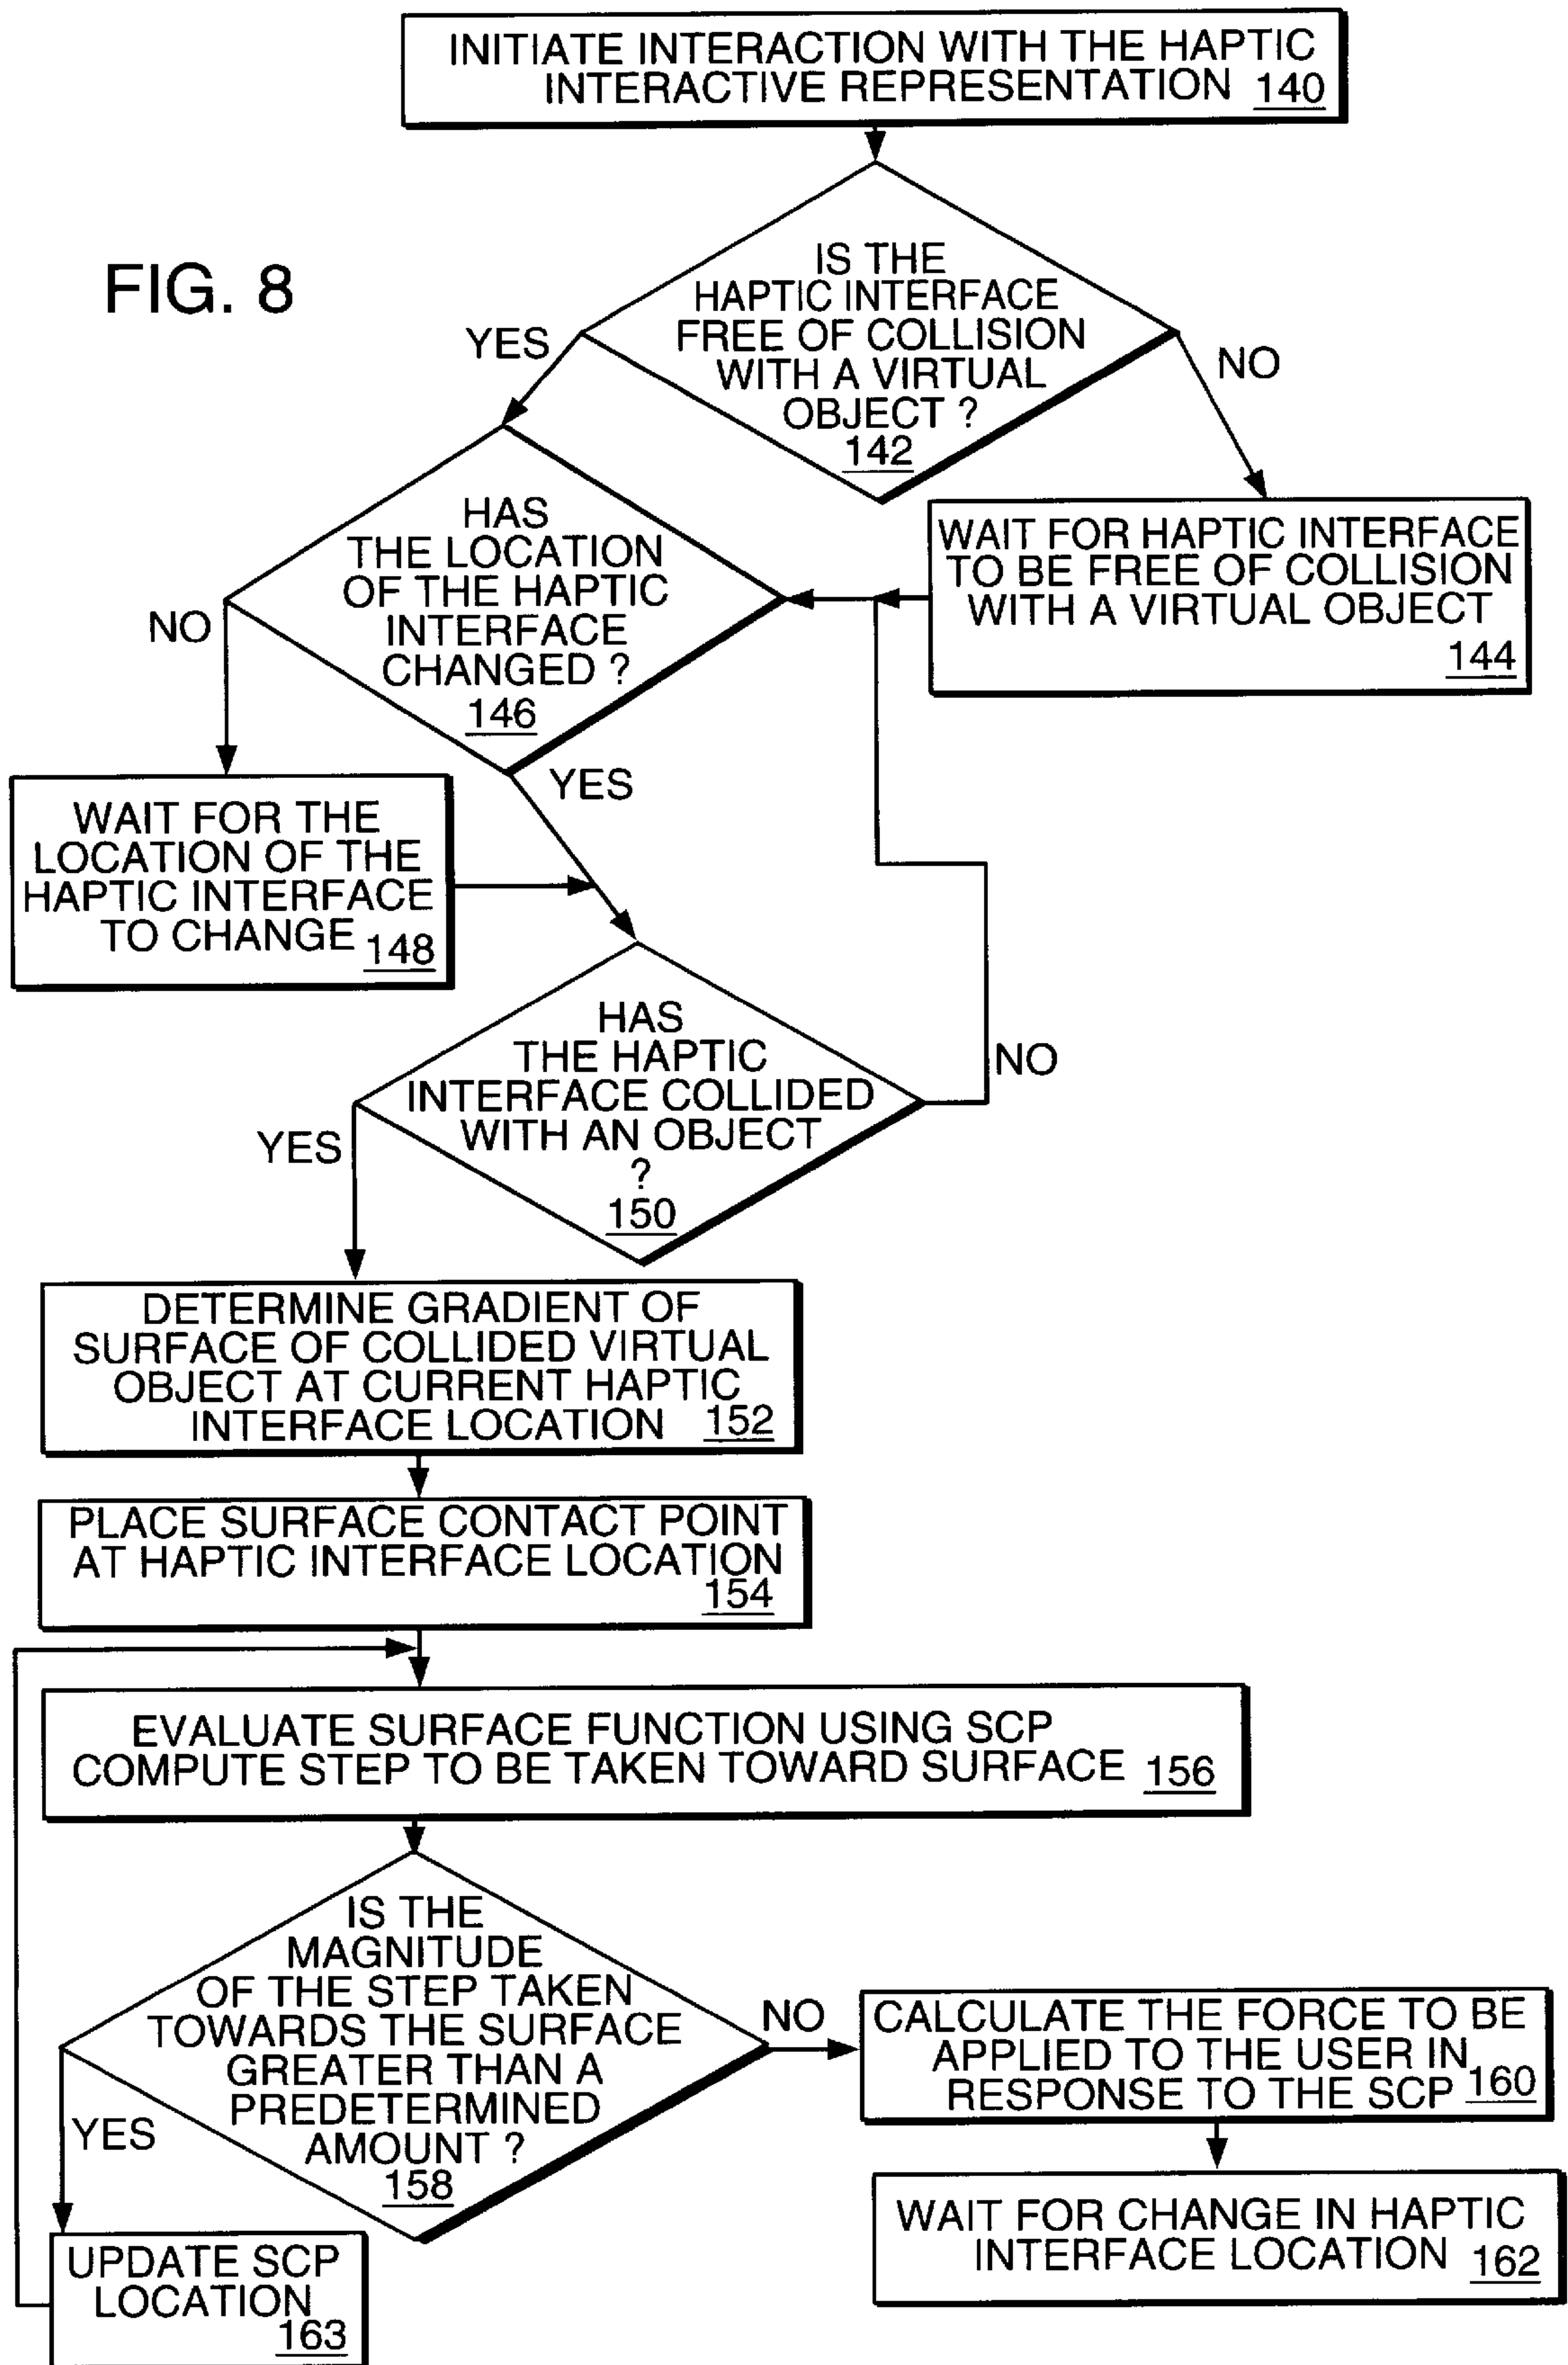 INITIATE INTERACTION WITH THE HAPTIC
INTERACTIVE REPRESENTATION 140
FIG. 8
IS THE
HAPTIC INTERFACE
FREE OF COLLISION
WITH A VIRTUAL
OBJECT ?
142
YES
NO
WAIT FOR HAPTIC INTERFACE
TO BE FREE OF COLLISION
WITH A VIRTUAL OBJECT
144
HAS
THE LOCATION
OF THE HAPTIC
INTERFACE
CHANGED ?
146
NO
YES
WAIT FOR THE
LOCATION OF THE
HAPTIC INTERFACE
TO CHANGE 148
HAS
THE HAPTIC
INTERFACE COLLIDED
WITH AN OBJECT
?
150
NO
YES
DETERMINE GRADIENT OF
SURFACE OF COLLIDED VIRTUAL
OBJECT AT CURRENT HAPTIC
INTERFACE LOCATION 152
PLACE SURFACE CONTACT POINT
AT HAPTIC INTERFACE LOCATION
154
EVALUATE SURFACE FUNCTION USING SCP
COMPUTE STEP TO BE TAKEN TOWARD SURFACE 156
IS THE
MAGNITUDE
OF THE STEP TAKEN
TOWARDS THE SURFACE
GREATER THAN A
PREDETERMINED
AMOUNT ?
158
NO
YES
CALCULATE THE FORCE TO BE
APPLIED TO THE USER IN
RESPONSE TO THE SCP 160
WAIT FOR CHANGE IN HAPTIC
INTERFACE LOCATION 162
UPDATE SCP
LOCATION
163